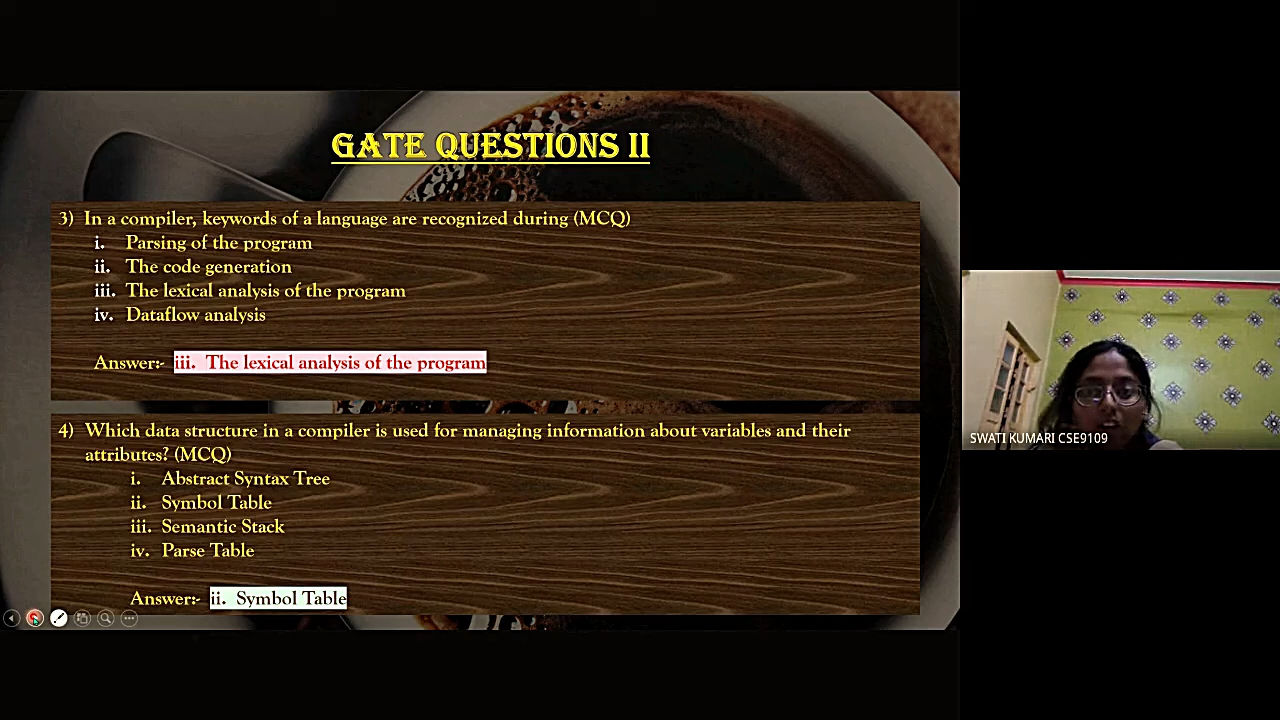 GATE QUESTIONS II
3) In a compiler, keywords of a language are recognized during (MCQ)
i. Parsing of the program
ii. The code generation
iii. The lexical analysis of the program
iv. Dataflow analysis
Answer:- iii. The lexical analysis of the program
4) Which data structure in a compiler is used for managing information about variables and their
attributes? (MCQ)
i. Abstract Syntax Tree
ii. Symbol Table
iii. Semantic Stack
iv. Parse Table
Answer:- ii. Symbol Table
SWATI KUMARI CSE9109